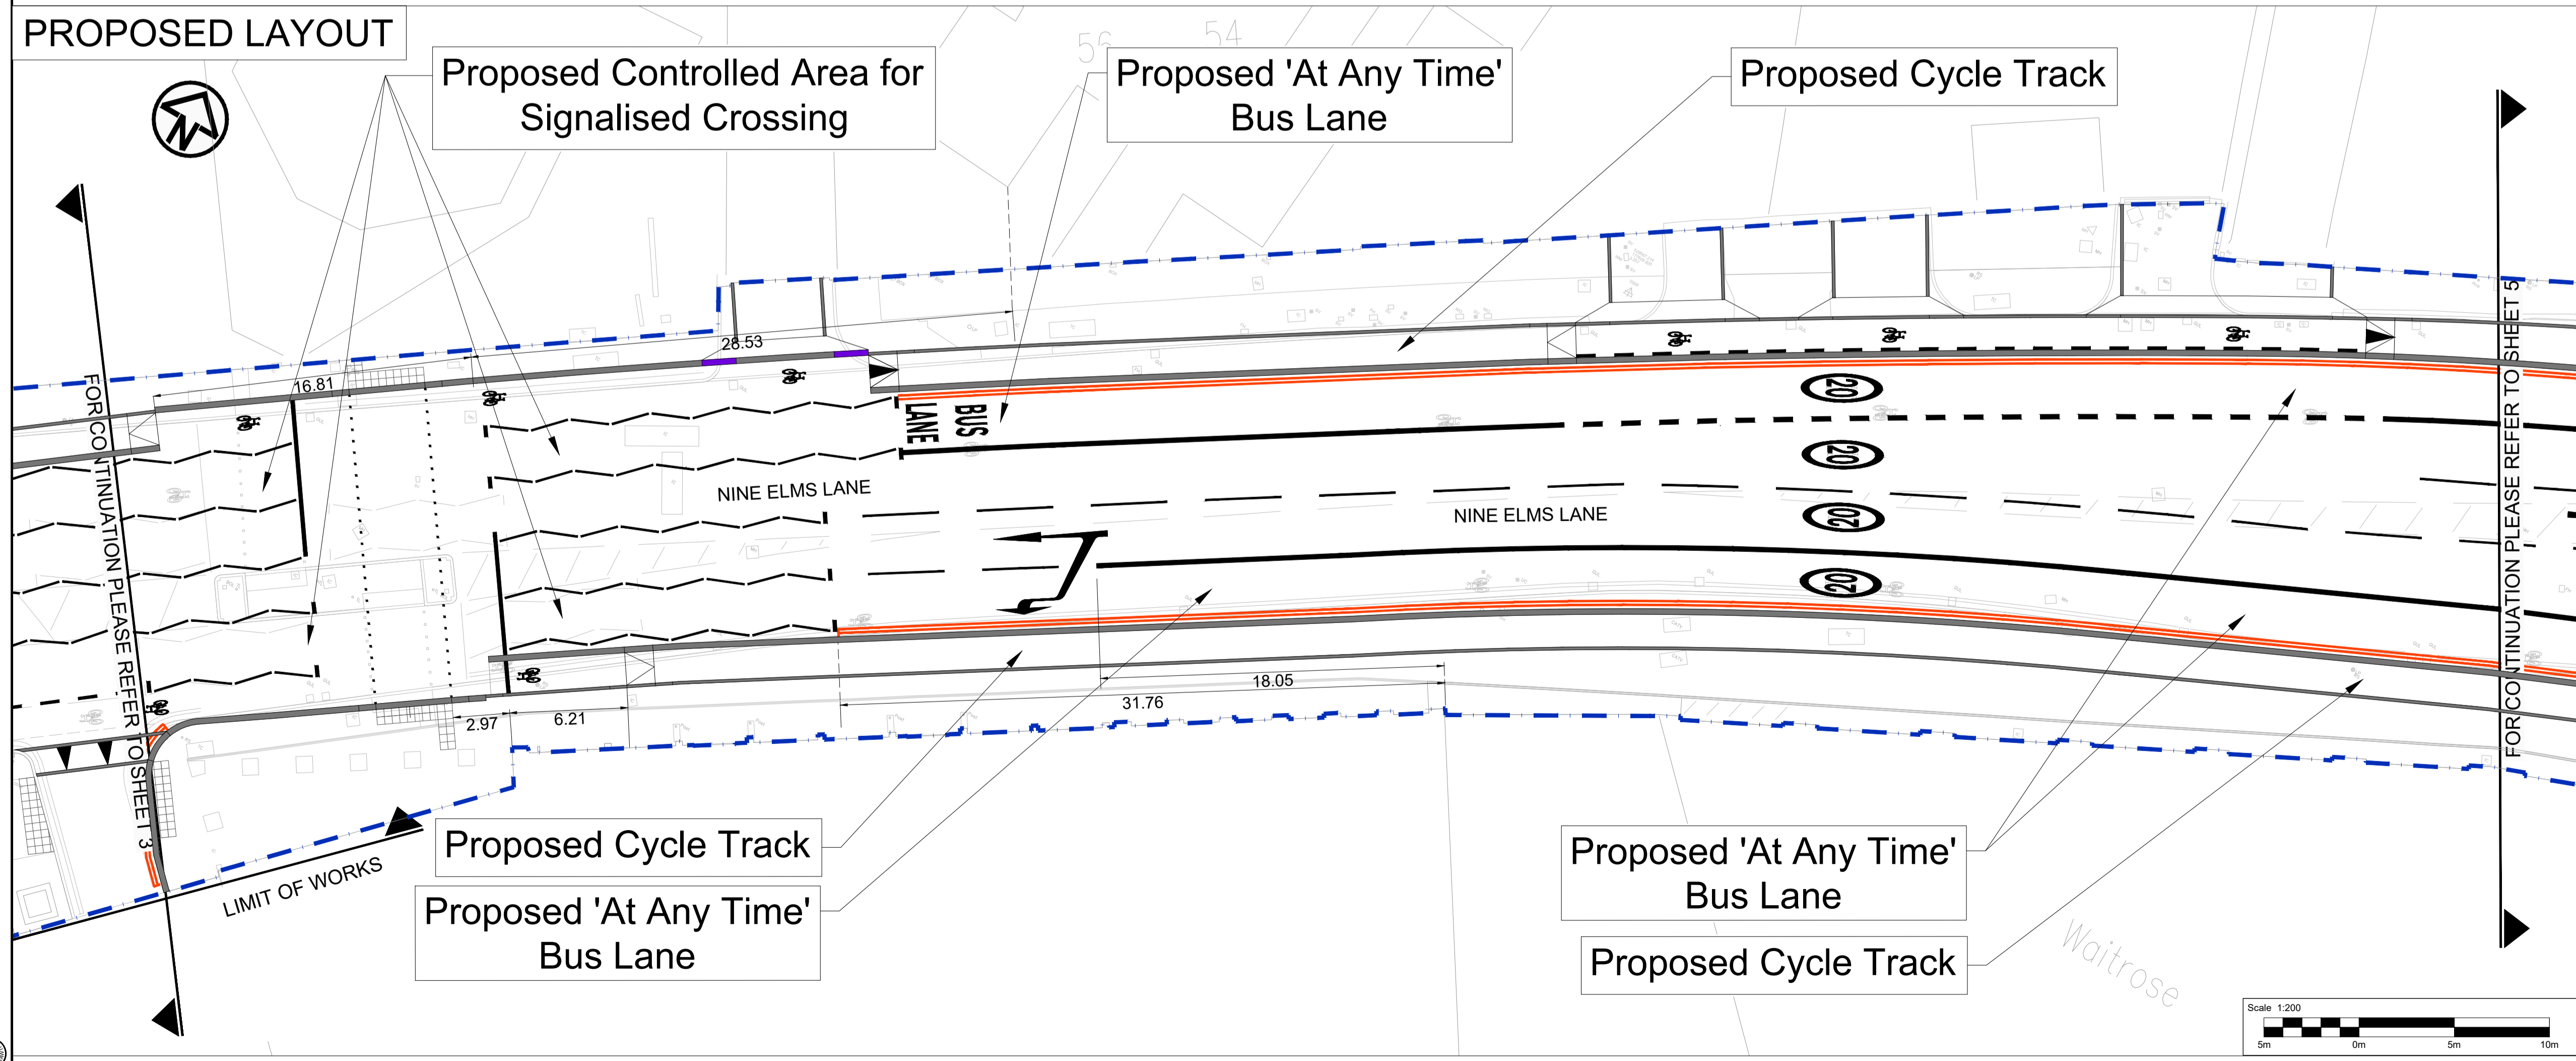 PROPOSED LAYOUT
N
56
54
Proposed Controlled Area for
Signalised Crossing
Proposed 'At Any Time'
Bus Lane
Proposed Cycle Track
28.53
16.81
BUS
LANE
20
20
20
20
NINE ELMS LANE
NINE ELMS LANE
FOR CONTINUATION PLEASE REFER TO SHEET 3
FOR CONTINUATION PLEASE REFER TO SHEET 5
2.97
6.21
18.05
31.76
LIMIT OF WORKS
Proposed Cycle Track
Proposed 'At Any Time'
Bus Lane
Proposed 'At Any Time'
Bus Lane
Proposed Cycle Track
Waitrose
Scale 1:200
5m 0m 5m 10m